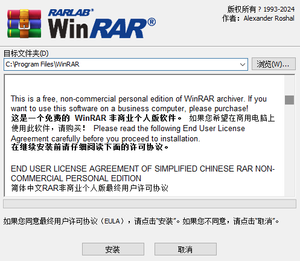 RARLAB®
WinRAR®
版权所有 ? 1993-2024
作者: Alexander Roshal
目标文件夹(D)
C:\Program Files\WinRAR
浏览(W)...
This is a free, non-commercial personal edition of WinRAR archiver. If you
want to use this software on a business computer, please purchase!
这是一个免费的 WinRAR 非商业个人版软件。 如果您希望在商用电脑上
使用此软件，请购买！ Please read the following End User License
Agreement carefully before you proceed to installation.
在继续安装前请仔细阅读下面的许可协议。
END USER LICENSE AGREEMENT OF SIMPLIFIED CHINESE RAR NON-
COMMERCIAL PERSONAL EDITION
简体中文RAR非商业个人版最终用户许可协议
如果您同意最终用户许可协议（EULA），请点击“安装”。如果您不同意，请点击“取消”。
安装
取消